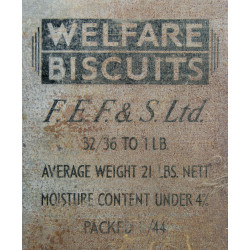 WELFARE
BISCUITS
F.E.F. & S. Ltd.
32/36 TO 1 LB.
AVERAGE WEIGHT 21 LBS. NETT
MOISTURE CONTENT UNDER 4%
PACKED /44